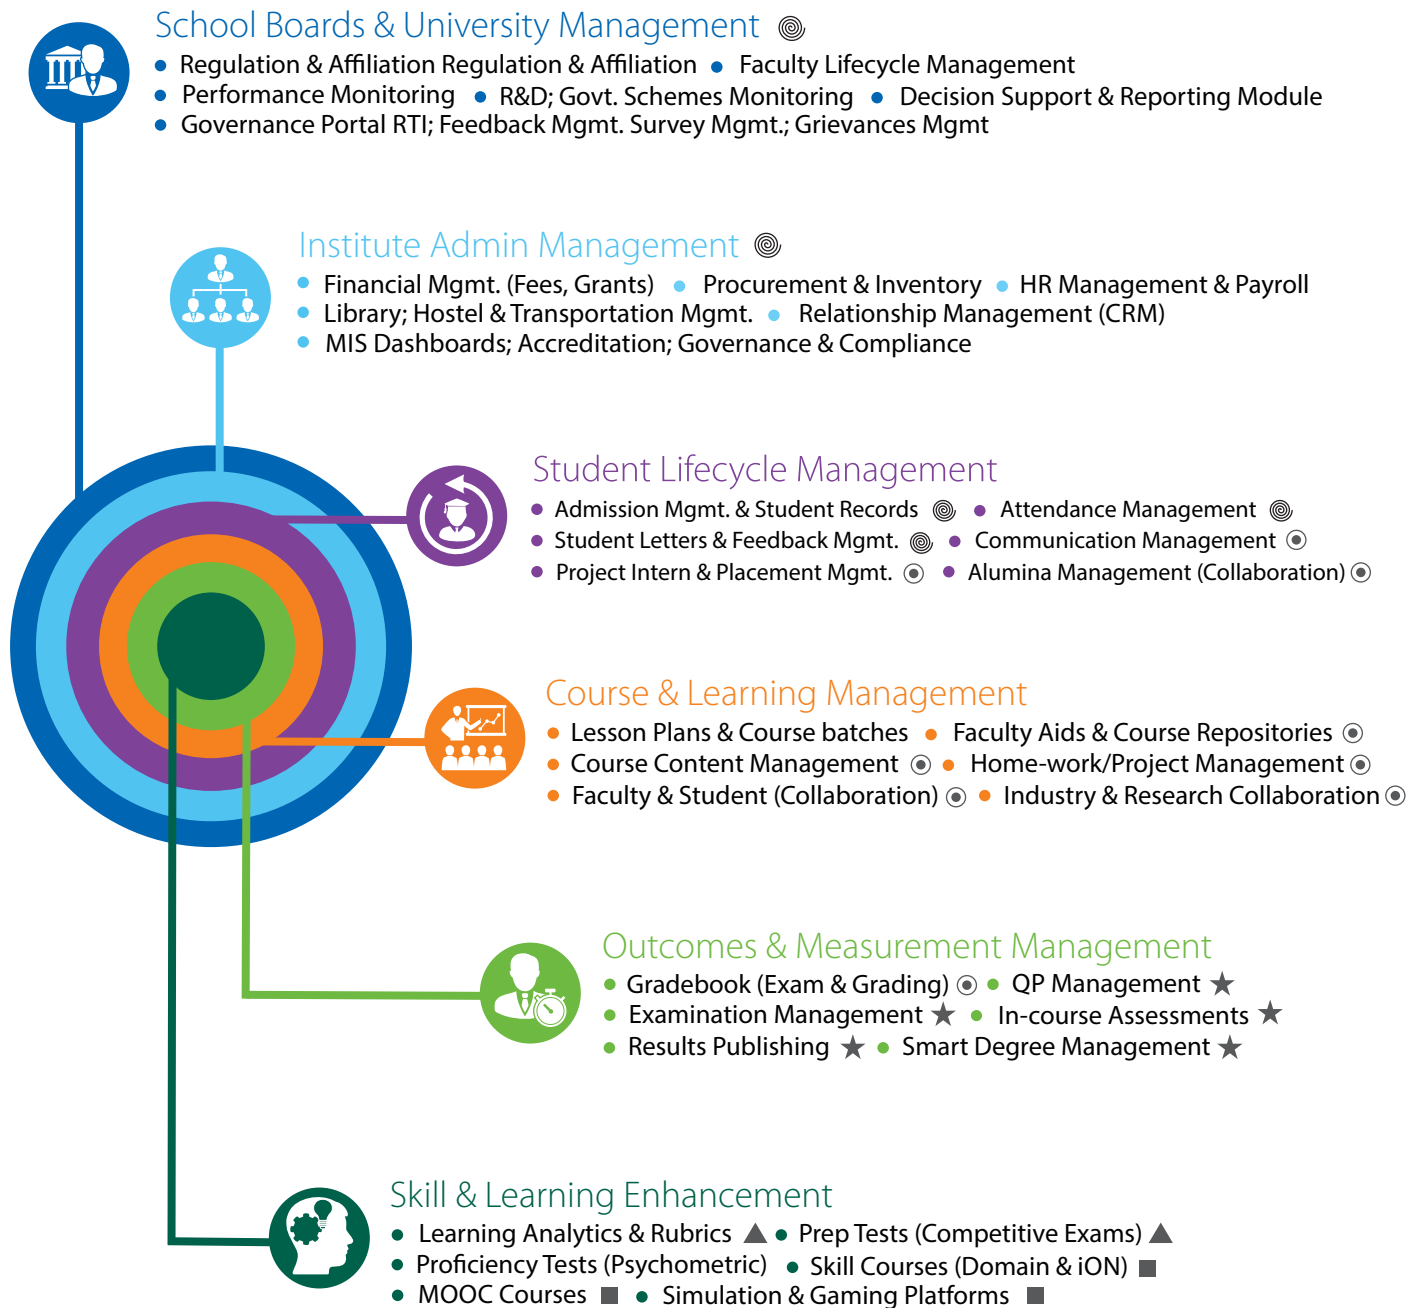 School Boards & University Management
• Regulation & Affiliation Regulation & Affiliation • Faculty Lifecycle Management
• Performance Monitoring • R&D; Govt. Schemes Monitoring • Decision Support & Reporting Module
• Governance Portal RTI; Feedback Mgmt. Survey Mgmt.; Grievances Mgmt
Institute Admin Management
• Financial Mgmt. (Fees, Grants) • Procurement & Inventory • HR Management & Payroll
• Library; Hostel & Transportation Mgmt. • Relationship Management (CRM)
• MIS Dashboards; Accreditation; Governance & Compliance
Student Lifecycle Management
• Admission Mgmt. & Student Records • Attendance Management
• Student Letters & Feedback Mgmt. • Communication Management
• Project Intern & Placement Mgmt. • Alumina Management (Collaboration)
Course & Learning Management
• Lesson Plans & Course batches • Faculty Aids & Course Repositories
• Course Content Management • Home-work/Project Management
• Faculty & Student (Collaboration) • Industry & Research Collaboration
Outcomes & Measurement Management
• Gradebook (Exam & Grading) • QP Management ★
• Examination Management ★ • In-course Assessments ★
• Results Publishing ★ • Smart Degree Management ★
Skill & Learning Enhancement
• Learning Analytics & Rubrics ▲ • Prep Tests (Competitive Exams) ▲
• Proficiency Tests (Psychometric) • Skill Courses (Domain & iON) ■
• MOOC Courses ■ • Simulation & Gaming Platforms ■